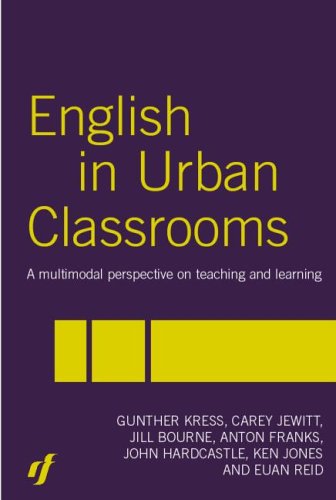 English
in Urban
Classrooms
A multimodal perspective on teaching and learning
GUNTHER KRESS, CAREY JEWITT,
JILL BOURNE, ANTON FRANKS,
JOHN HARDCASTLE, KEN JONES
AND EUAN REID
rf